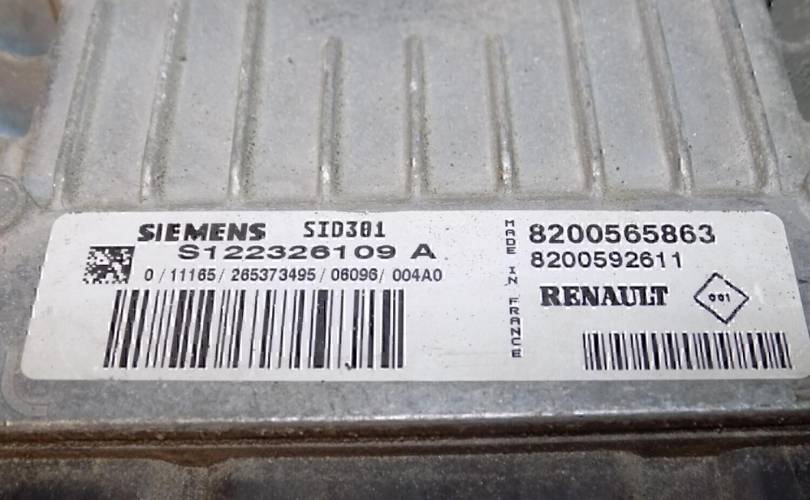 SIEMENS SID301
S122326109 A
0/11165/265373495/06096/004A0
MADE IN FRANCE
8200565863
8200592611
RENAULT 001